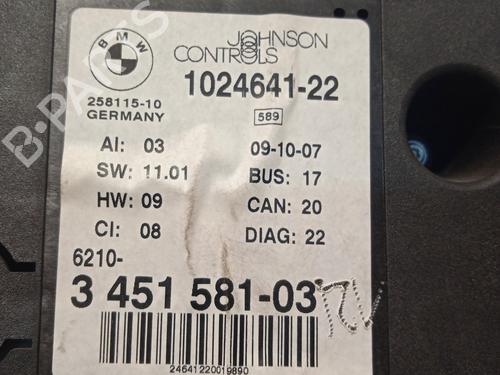 BMW
JOHNSON
CONTROLS
258115-10
GERMANY
1024641-22
589
AI: 03
09-10-07
SW: 11.01
BUS: 17
HW: 09
CAN: 20
CI: 08
DIAG: 22
6210-
3 451 581-03
24641220019890
B-PARTS